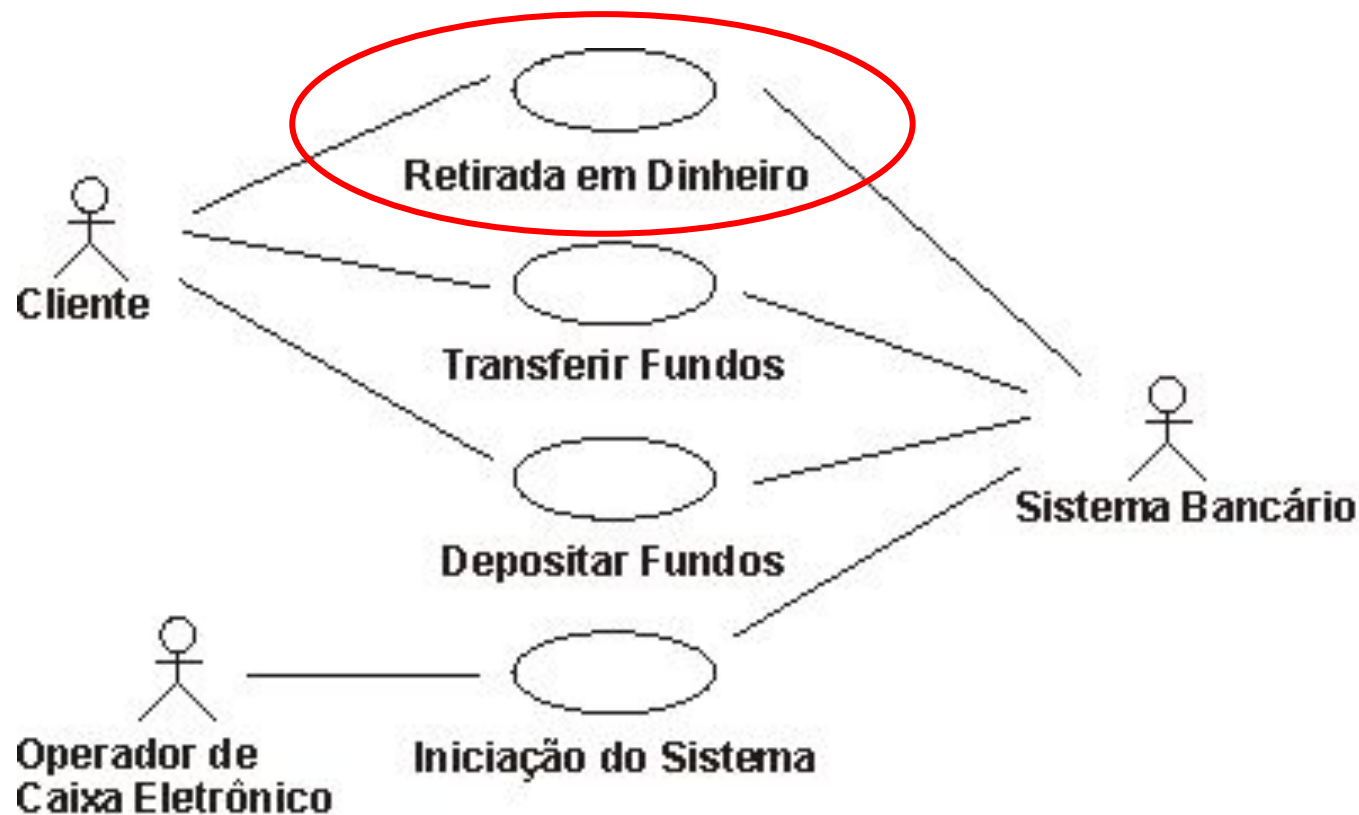 Retirada em Dinheiro
Cliente
Transferir Fundos
Sistema Bancário
Depositar Fundos
Operador de
Caixa Eletrônico
Iniciação do Sistema